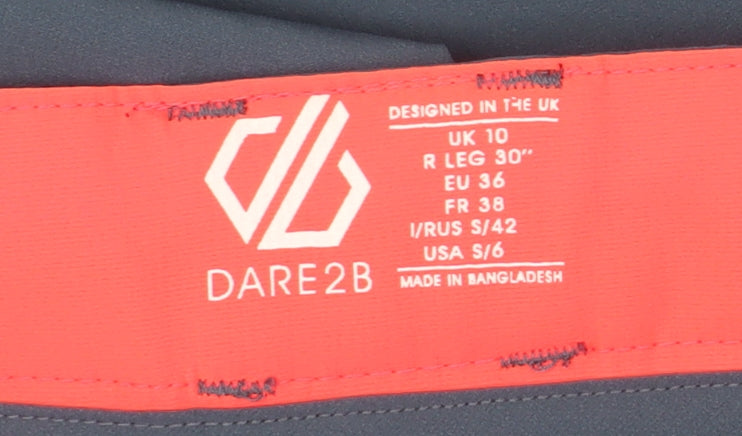 DARE2B
DESIGNED IN THE UK
UK 10
R LEG 30"
EU 36
FR 38
I/RUS S/42
USA S/6
MADE IN BANGLADESH